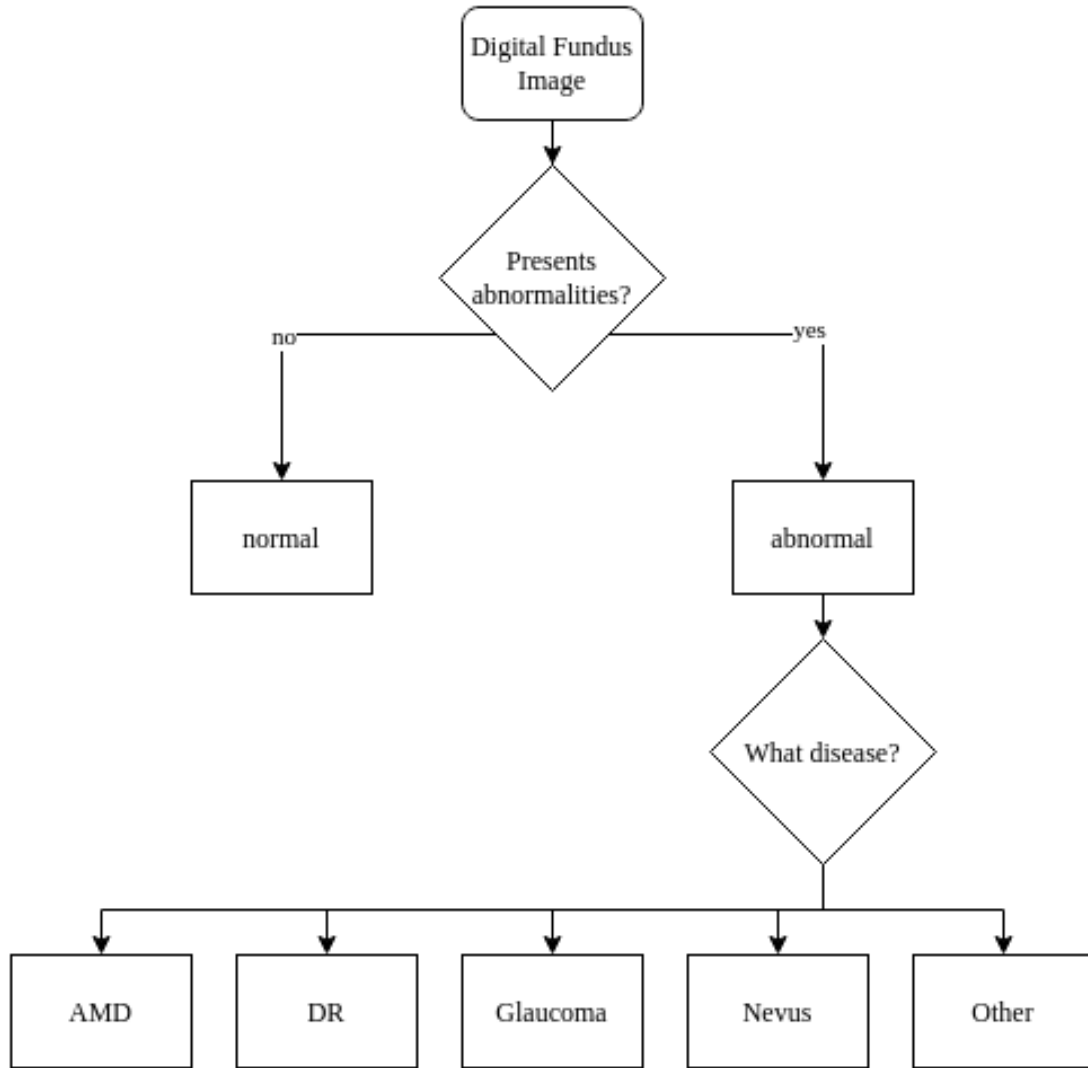 Digital Fundus
Image
Presents
abnormalities?
no
yes
normal
abnormal
What disease?
AMD
DR
Glaucoma
Nevus
Other